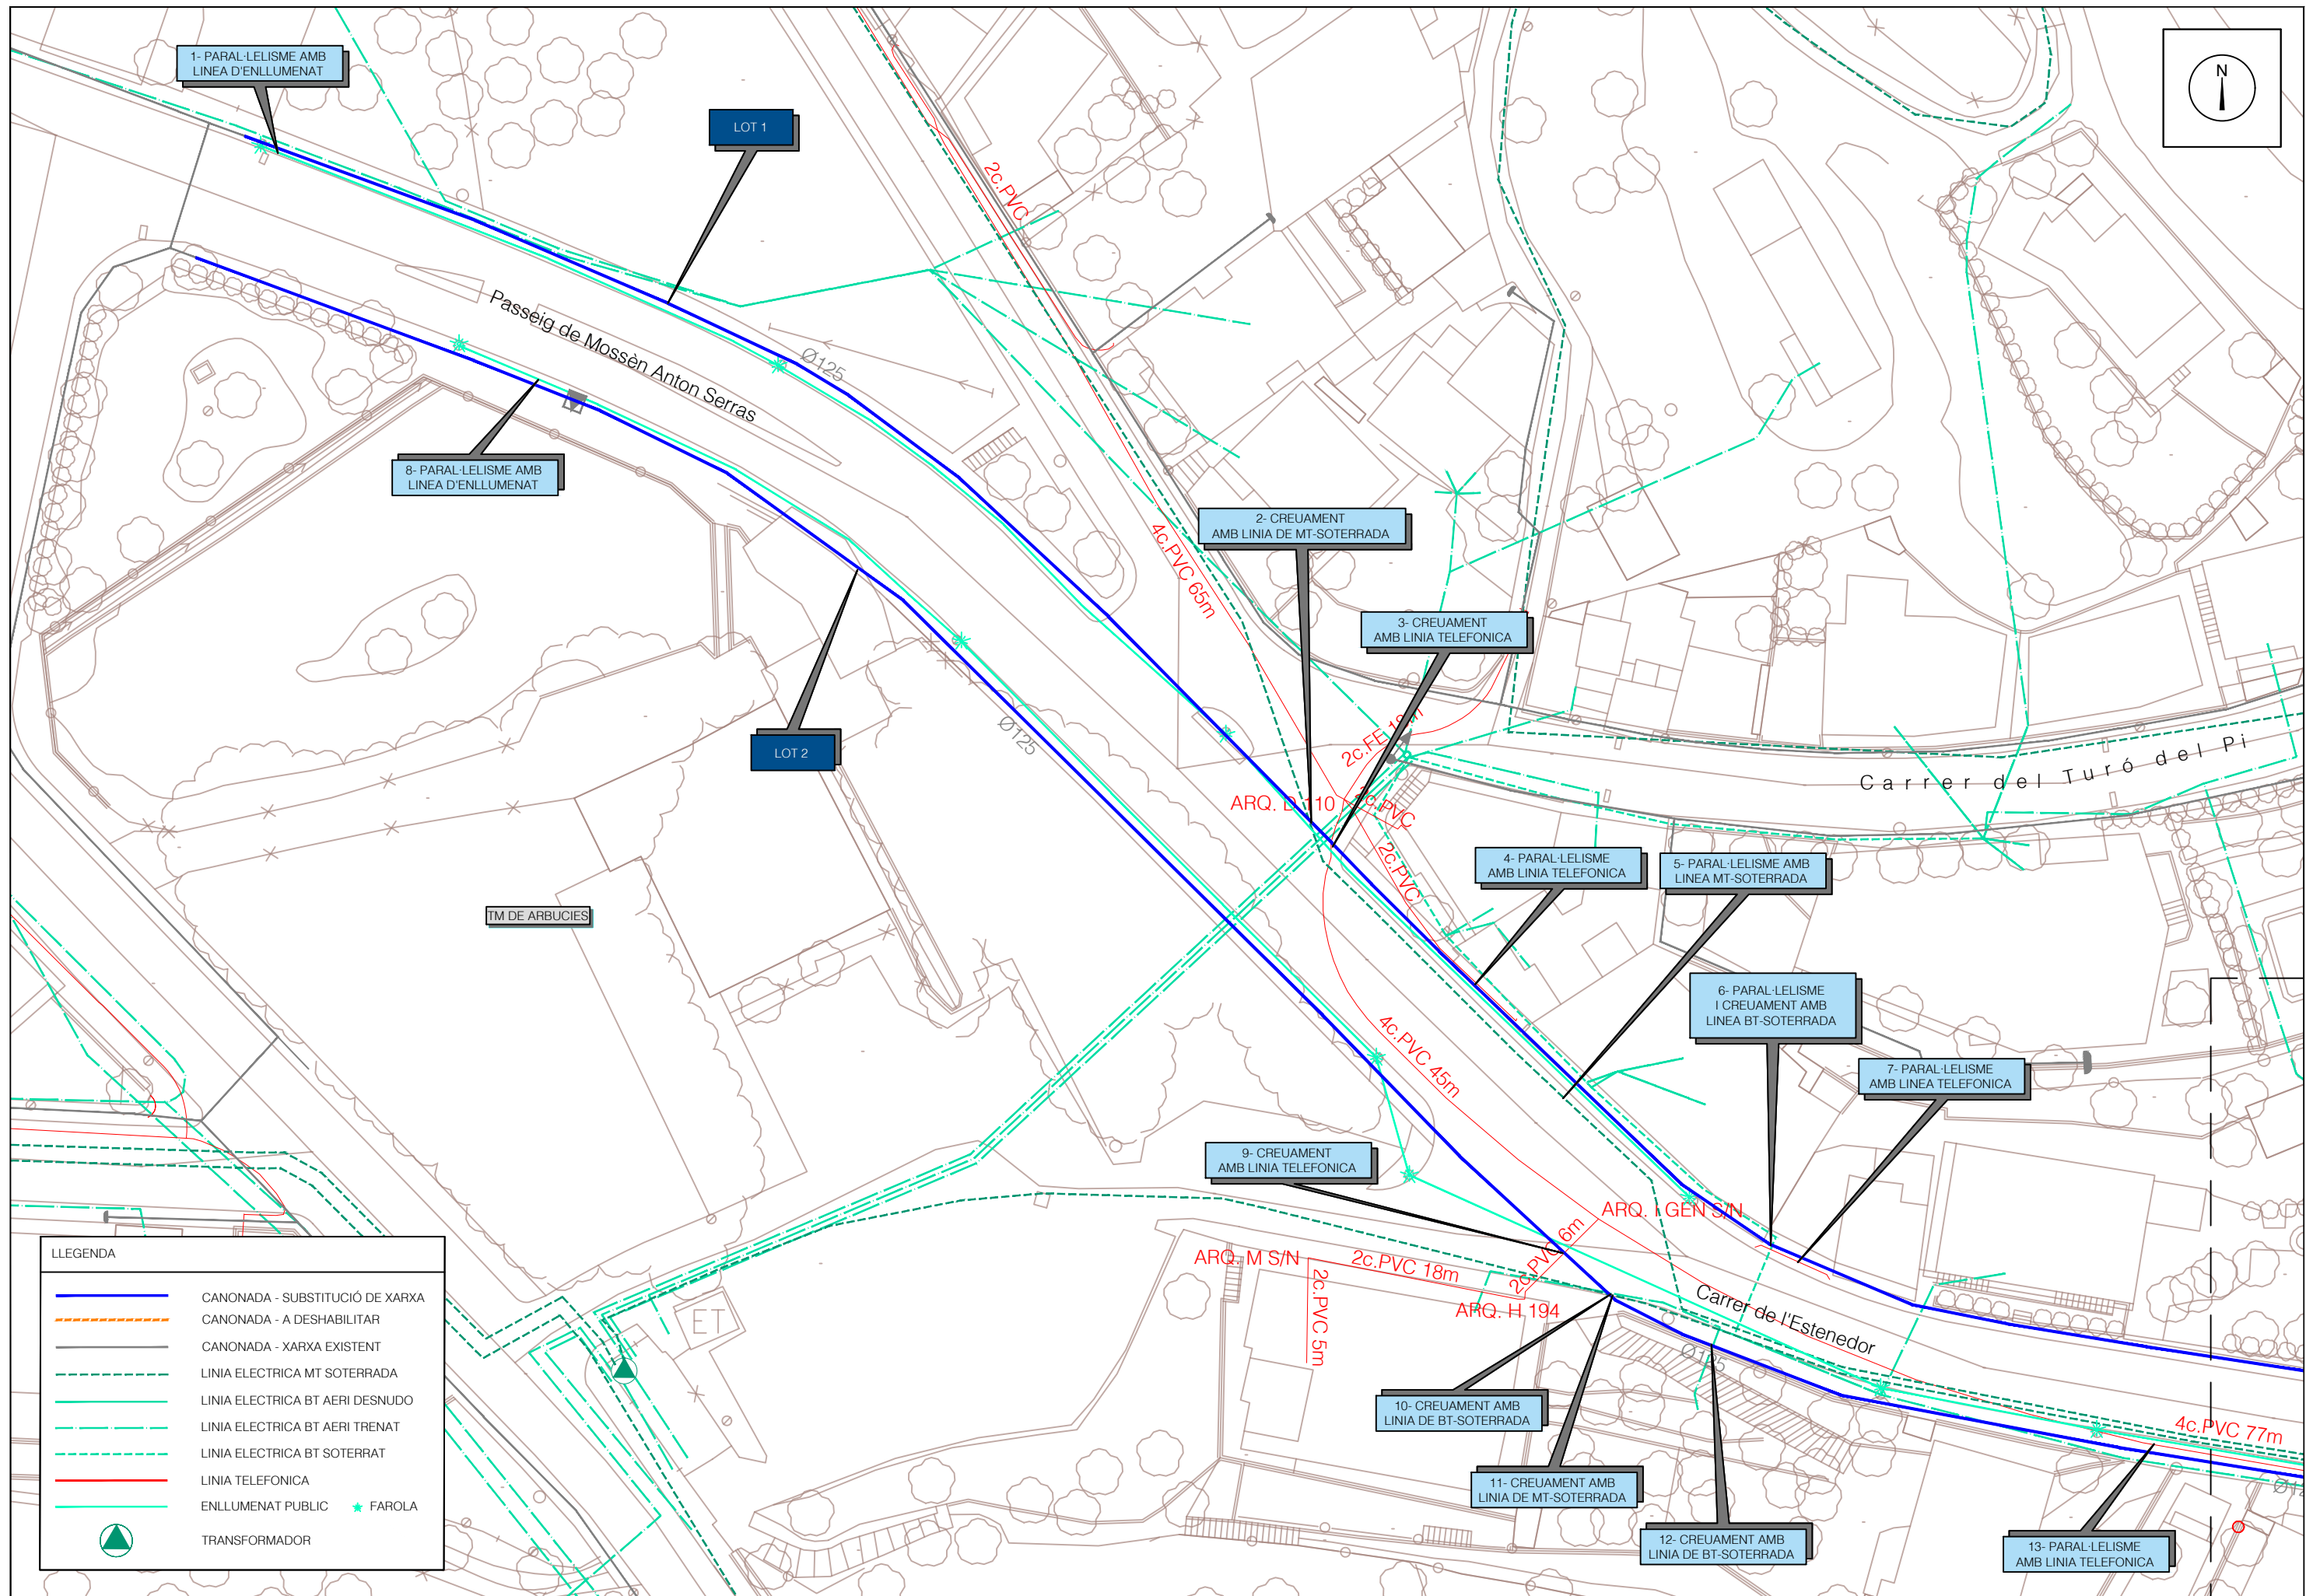 1- PARAL·LELISME AMB
LINEA D'ENLLUMENAT
LOT 1
N
2c.PVC
Passeig de Mossèn Anton Serras
Ø125
8- PARAL·LELISME AMB
LINEA D'ENLLUMENAT
2- CREUAMENT
AMB LINIA DE MT-SOTERRADA
4c.PVC 65m
3- CREUAMENT
AMB LINIA TELEFONICA
Ø125
LOT 2
2c.FE
Carrer del Turó del Pi
ARQ. D 110
2c.PVC
2c.PVC
4- PARAL·LELISME
AMB LINIA TELEFONICA
5- PARAL·LELISME AMB
LINEA MT-SOTERRADA
TM DE ARBUCIES
6- PARAL·LELISME
I CREUAMENT AMB
LINEA BT-SOTERRADA
4c.PVC 45m
7- PARAL·LELISME
AMB LINEA TELEFONICA
9- CREUAMENT
AMB LINIA TELEFONICA
ARQ. I GEN S/N
ARQ. M S/N
2c.PVC 18m
2c.PVC 6m
2c.PVC 5m
ARQ. H 194
Carrer de l'Estenedor
Ø125
ET
10- CREUAMENT AMB
LINIA DE BT-SOTERRADA
4c.PVC 77m
11- CREUAMENT AMB
LINIA DE MT-SOTERRADA
12- CREUAMENT AMB
LINIA DE BT-SOTERRADA
13- PARAL·LELISME
AMB LINIA TELEFONICA
LLEGENDA
CANONADA - SUBSTITUCIÓ DE XARXA
CANONADA - A DESHABILITAR
CANONADA - XARXA EXISTENT
LINIA ELECTRICA MT SOTERRADA
LINIA ELECTRICA BT AERI DESNUDO
LINIA ELECTRICA BT AERI TRENAT
LINIA ELECTRICA BT SOTERRAT
LINIA TELEFONICA
ENLLUMENAT PUBLIC FAROLA
TRANSFORMADOR